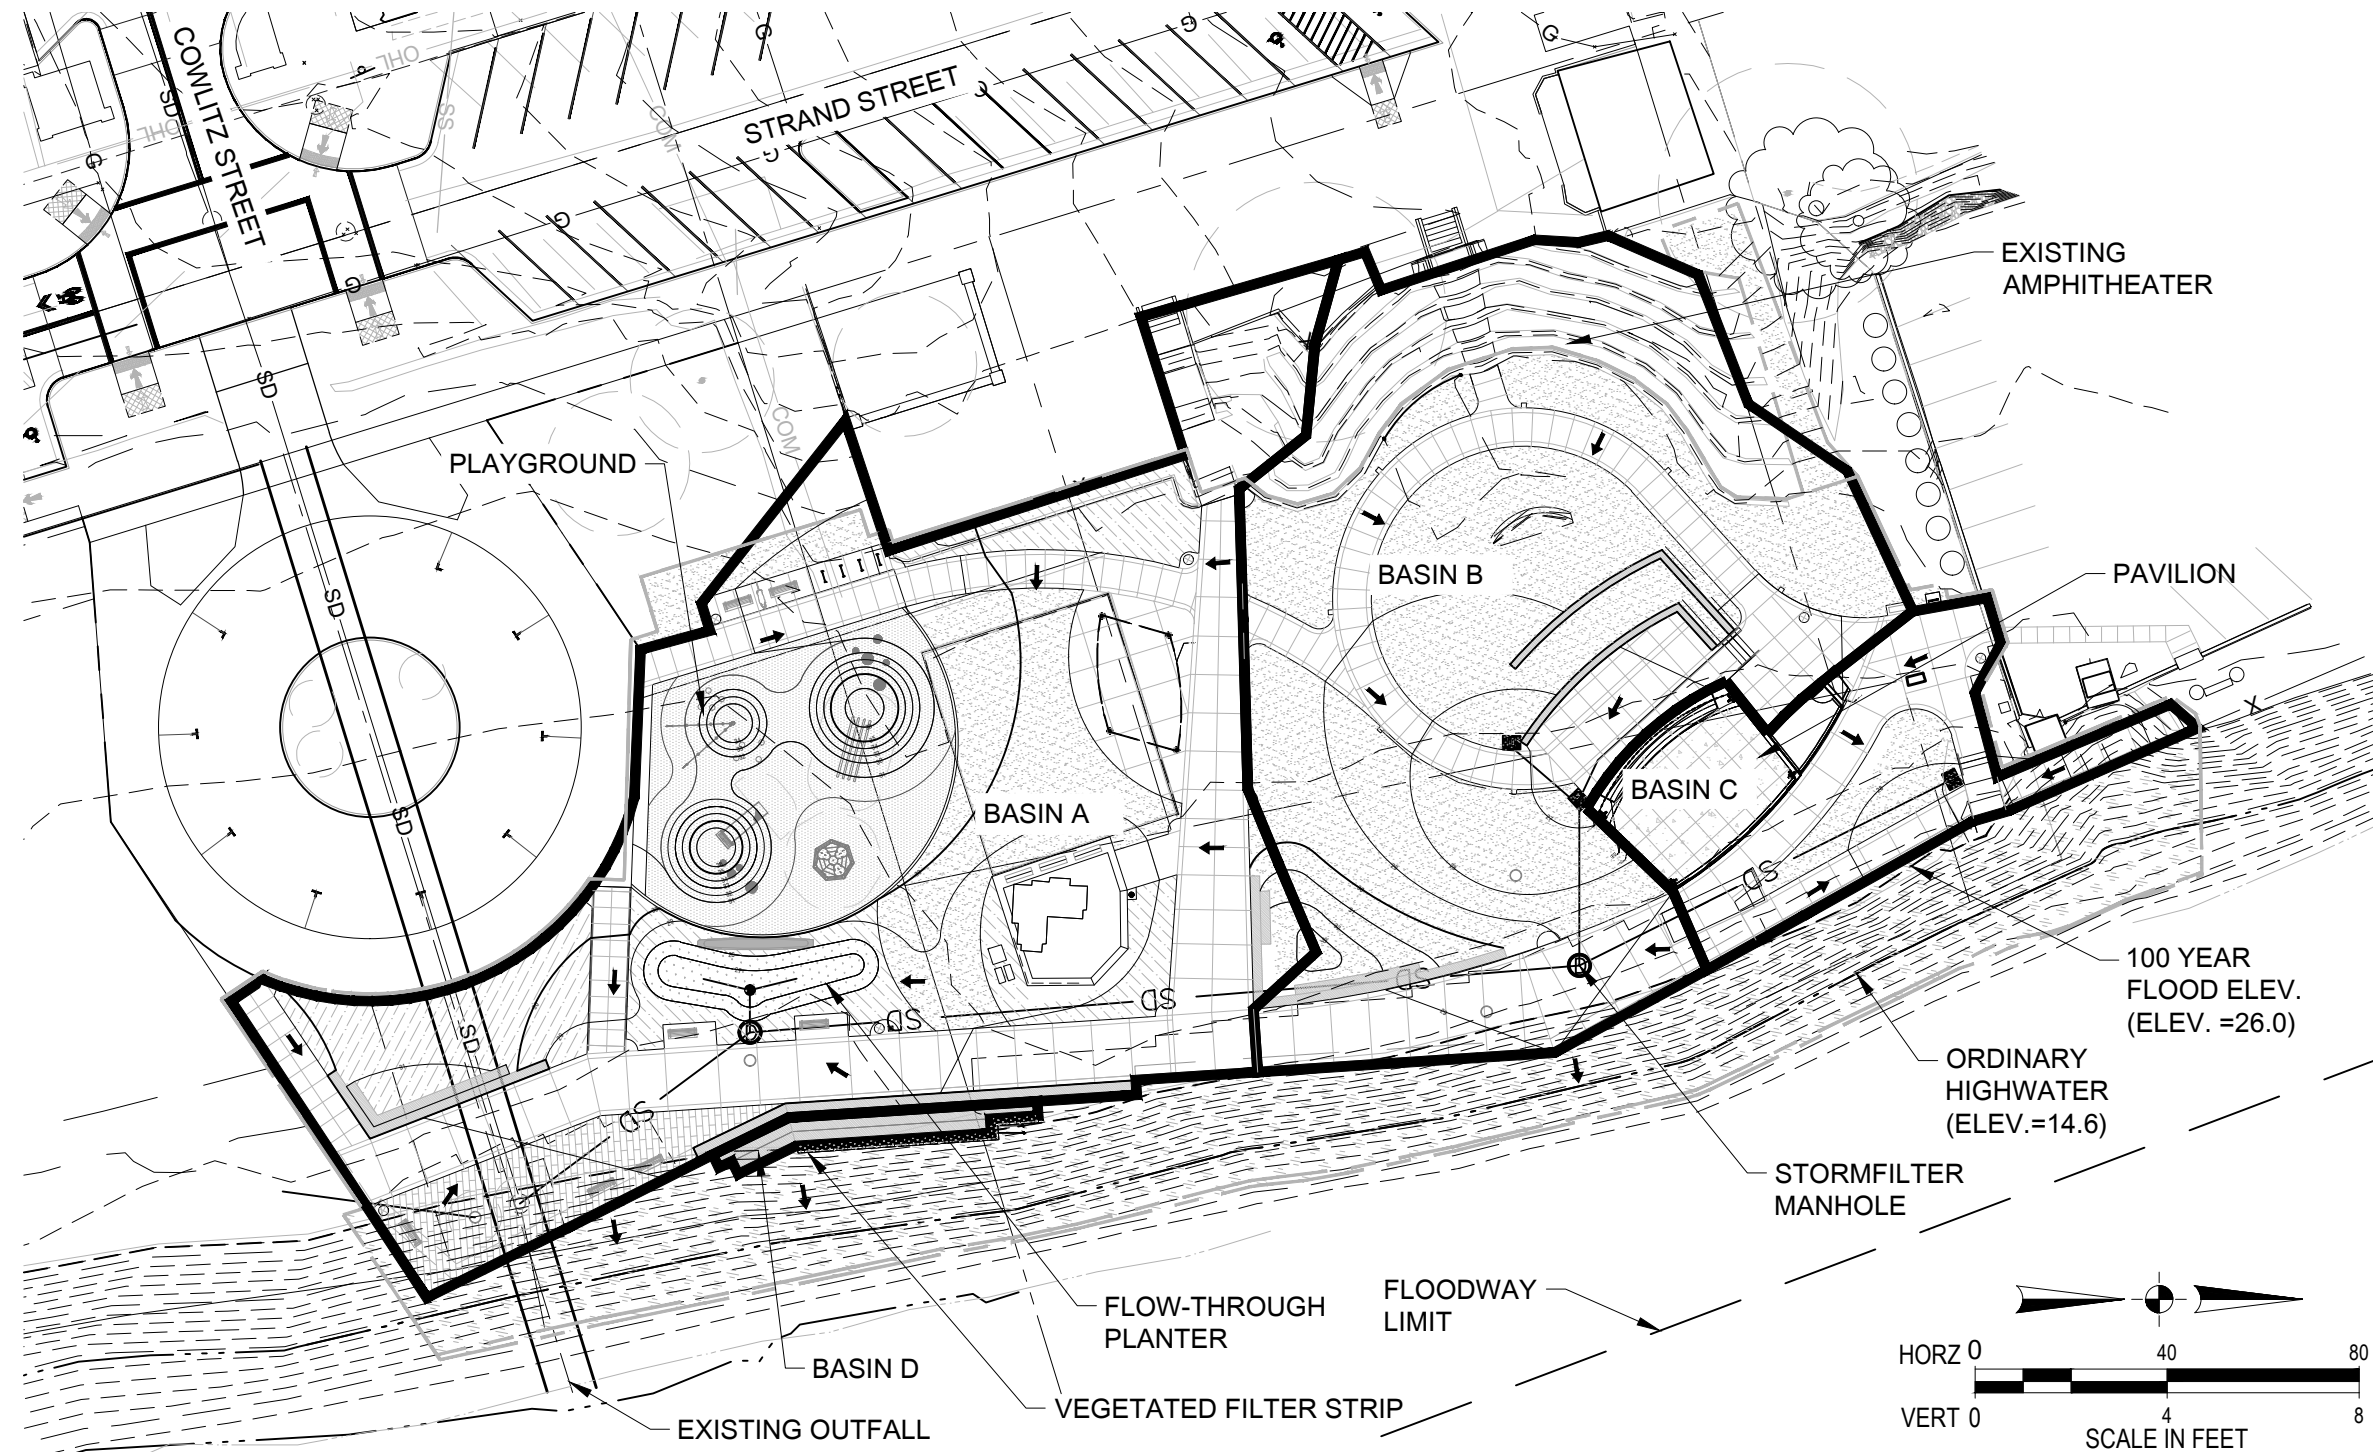 COWLITZ STREET
STRAND STREET
OHL
OHL
SD
SS
COM
G
G
G
G
G
G
G
G
EXISTING
AMPHITHEATER
SD
COM
PLAYGROUND
BASIN B
PAVILION
SD
X
BASIN C
BASIN A
SD
SD
100 YEAR
FLOOD ELEV.
(ELEV. =26.0)
SD
SD
SD
SD
ORDINARY
HIGHWATER
(ELEV.=14.6)
SD
STORMFILTER
MANHOLE
FLOW-THROUGH
PLANTER
FLOODWAY
LIMIT
BASIN D
VEGETATED FILTER STRIP
EXISTING OUTFALL
HORZ 0 40 80
VERT 0 4 8
SCALE IN FEET